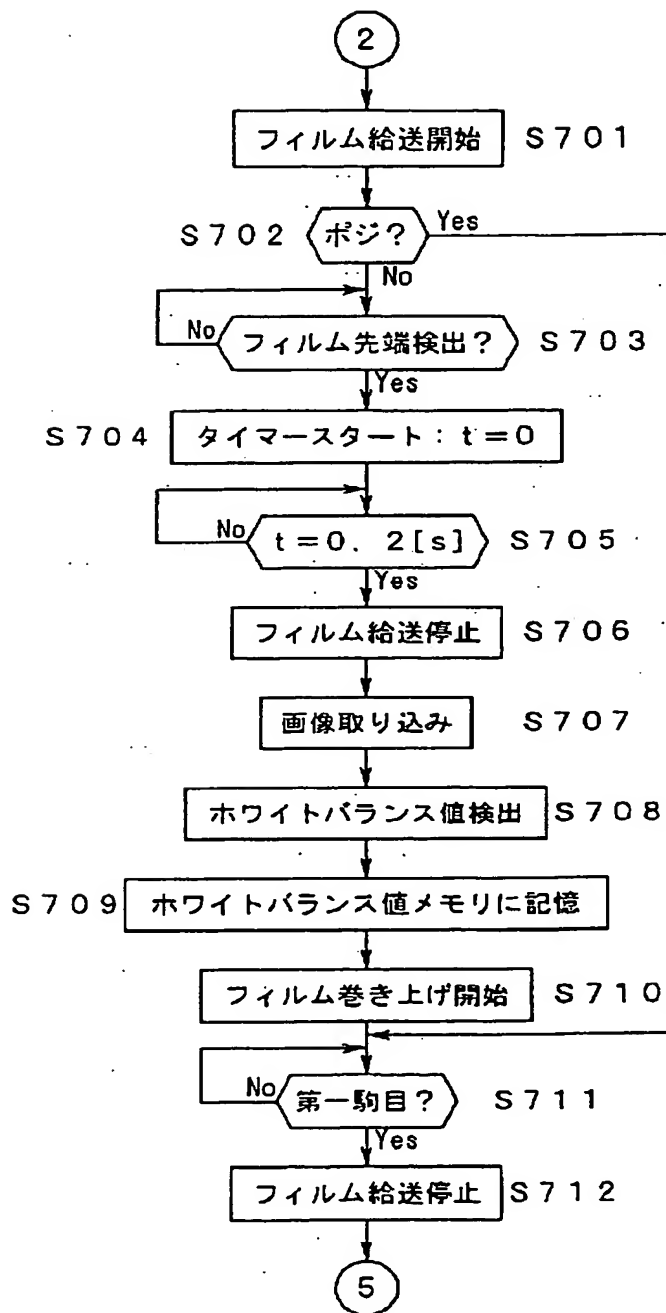 2
フィルム給送開始 S701
S702 ポジ? Yes
No
No フィルム先端検出? S703
Yes
S704 タイマースタート:t=0
No t=0.2[s] S705
Yes
フィルム給送停止 S706
画像取り込み S707
ホワイトバランス値検出 S708
S709 ホワイトバランス値メモリに記憶
フィルム巻き上げ開始 S710
No 第一駒目? S711
Yes
フィルム給送停止 S712
5